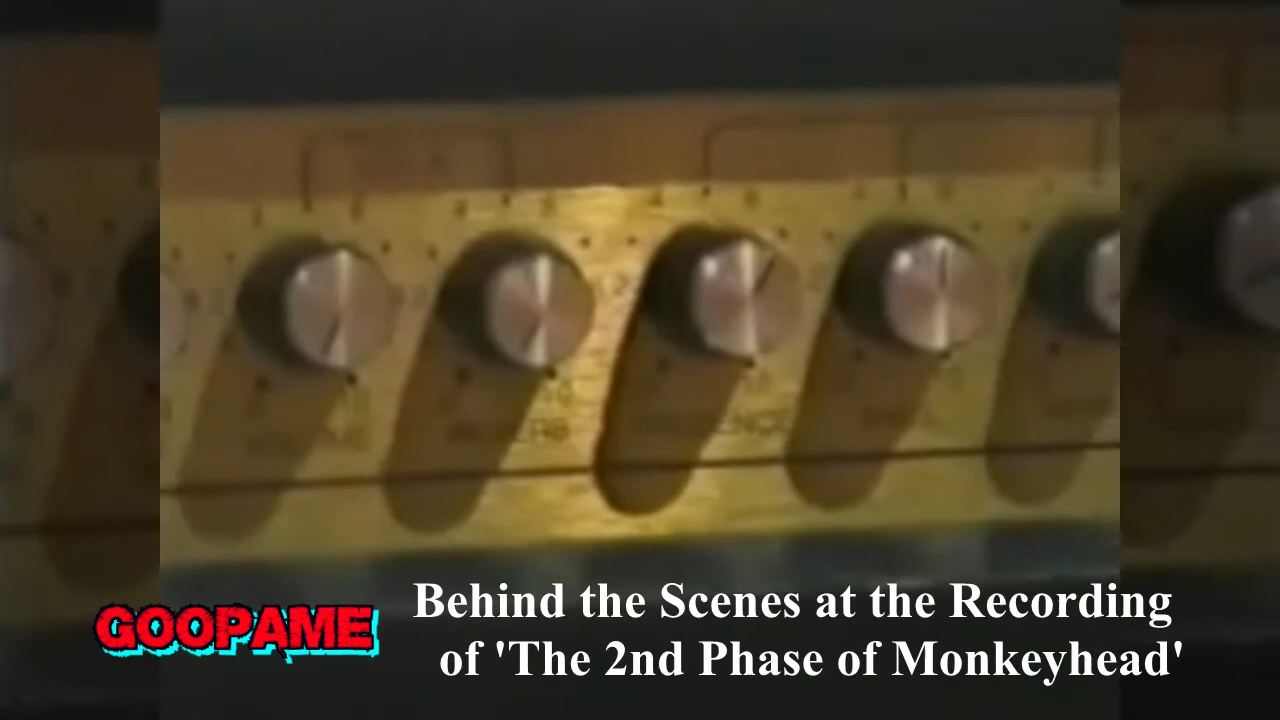 GOOPAME
Behind the Scenes at the Recording
of 'The 2nd Phase of Monkeyhead'